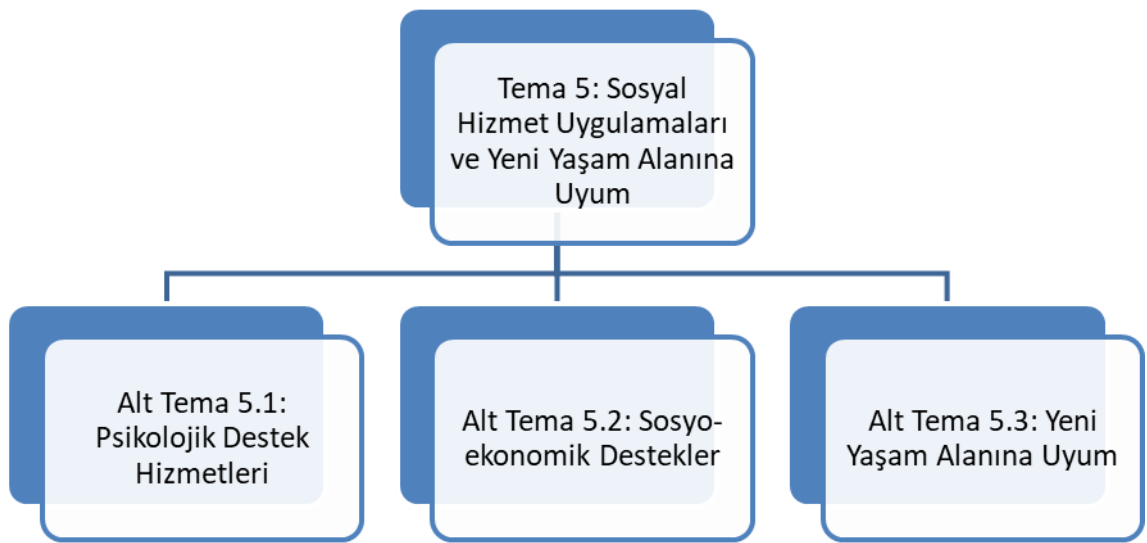 Tema 5: Sosyal
Hizmet Uygulamaları
ve Yeni Yaşam Alanına
Uyum
Alt Tema 5.1:
Psikolojik Destek
Hizmetleri
Alt Tema 5.2: Sosyo-
ekonomik Destekler
Alt Tema 5.3: Yeni
Yaşam Alanına Uyum